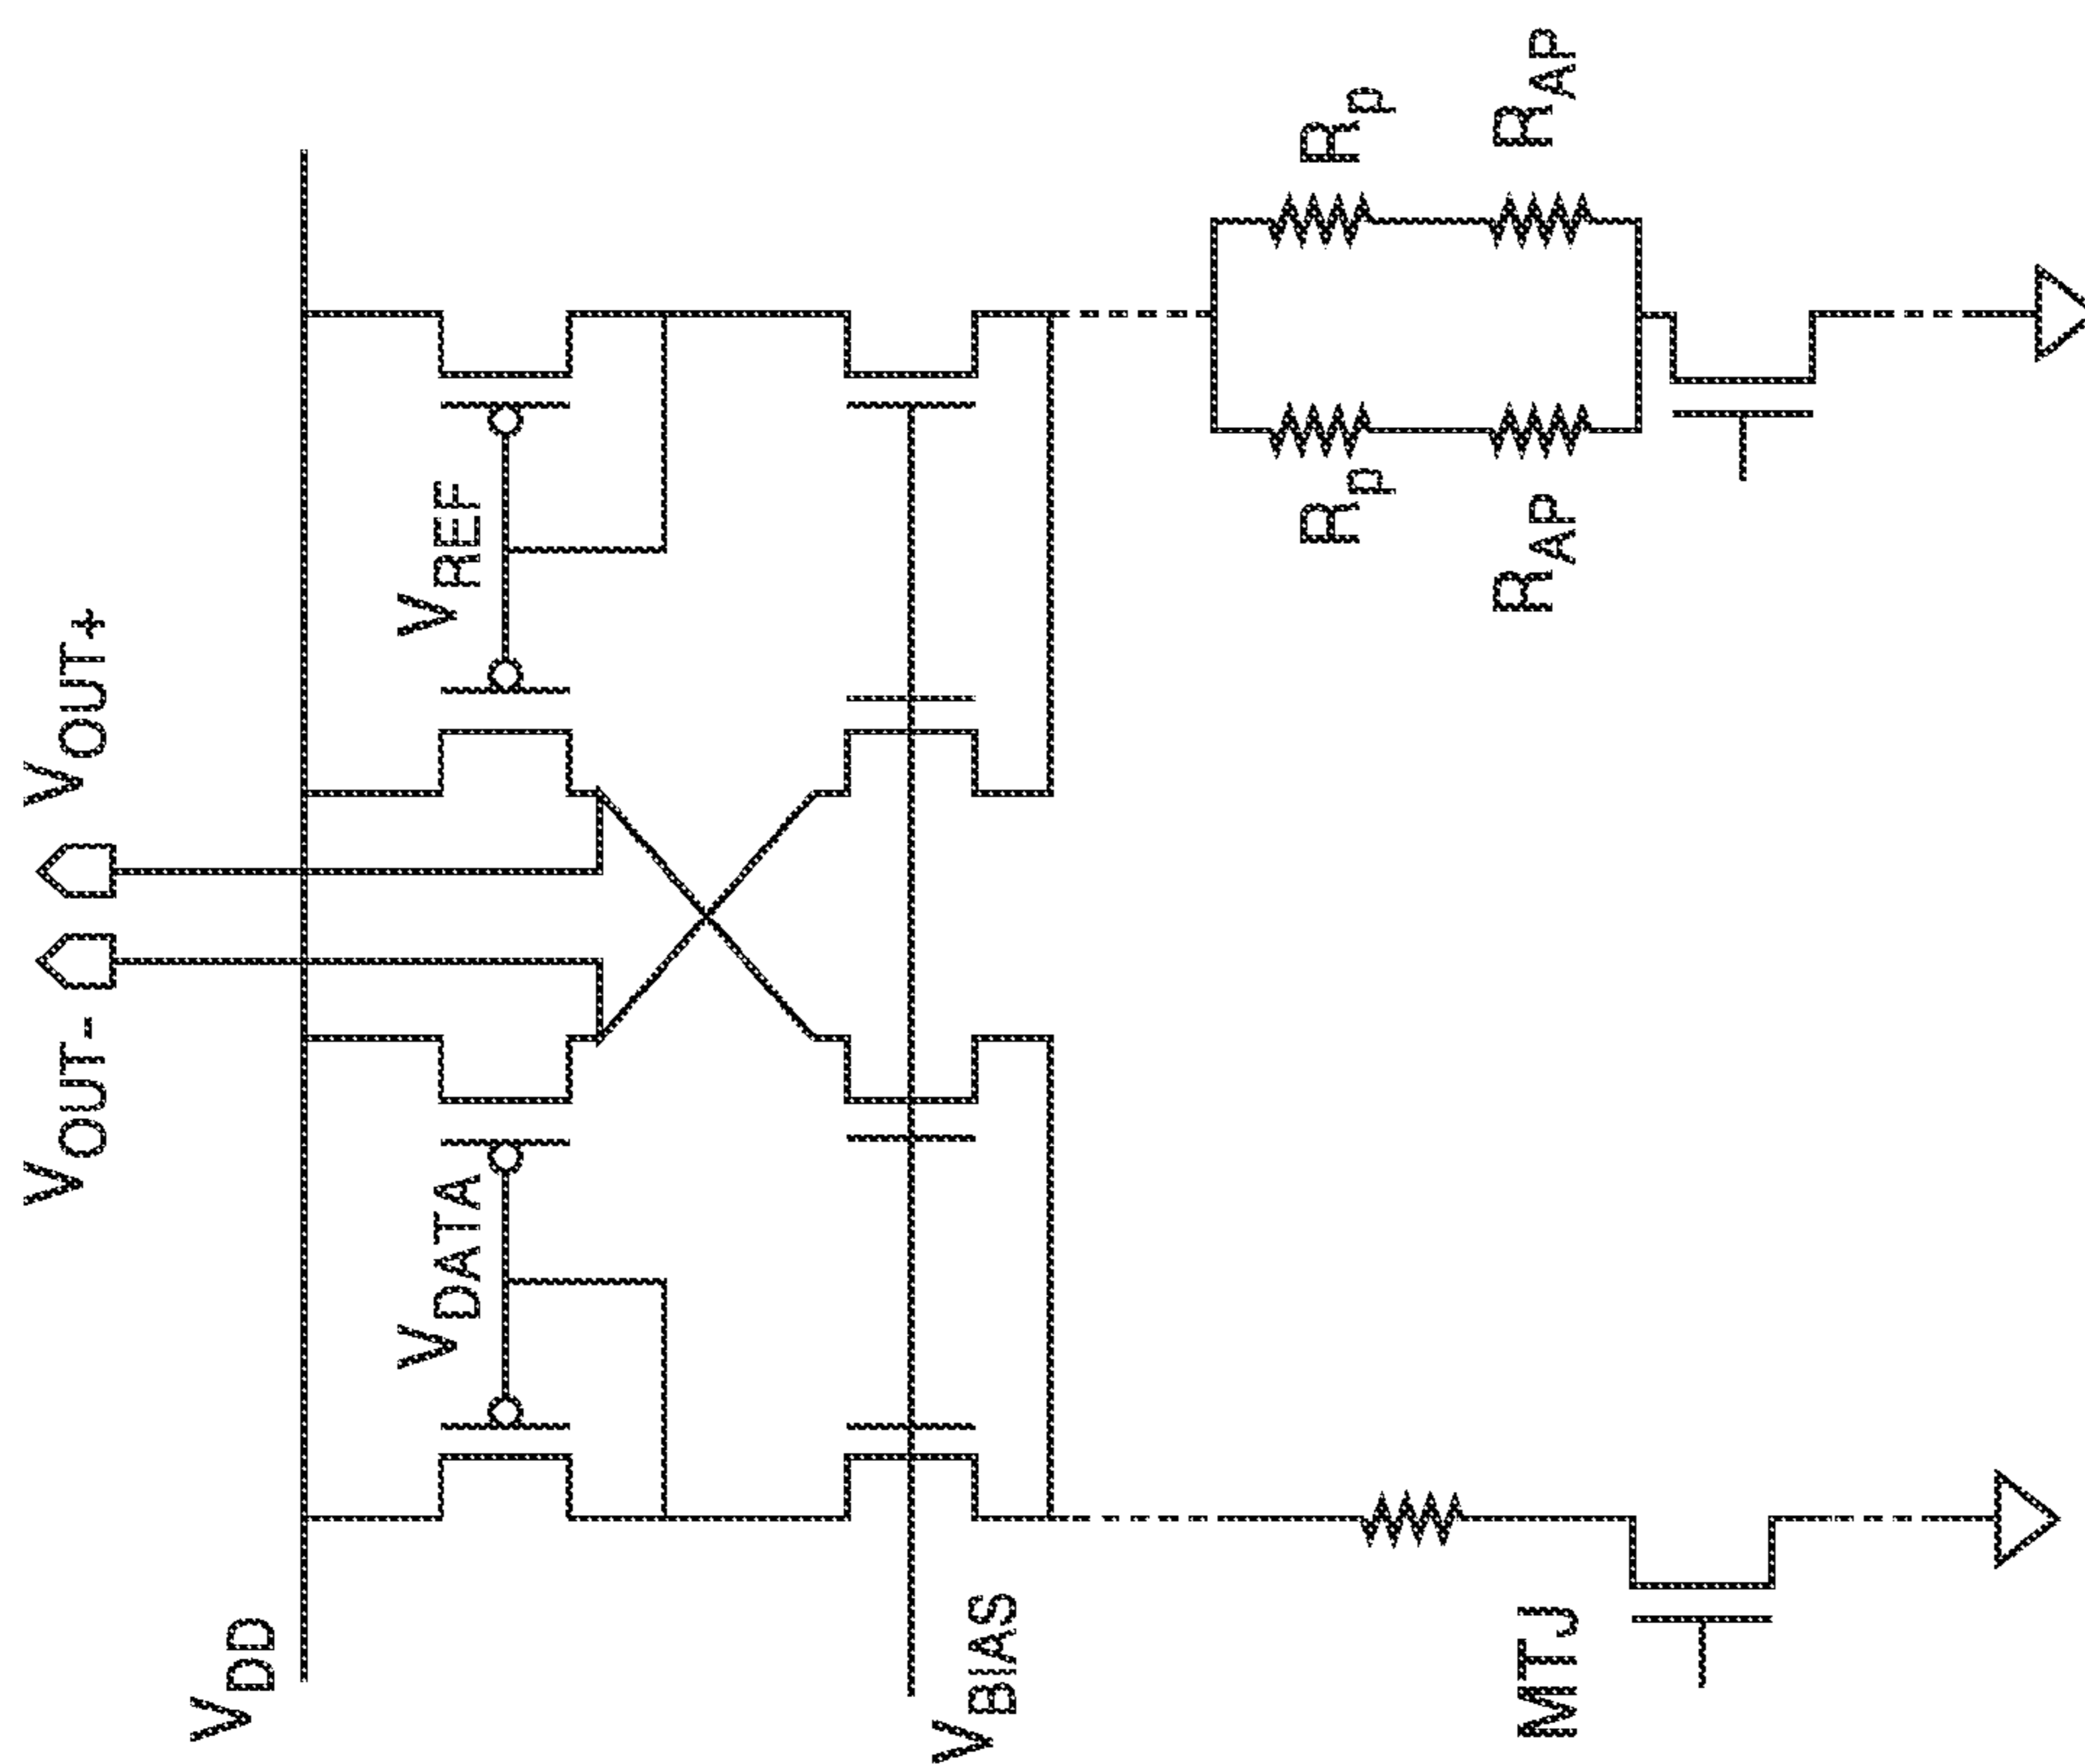 VDD
VOUT-
VOUT+
VDATA
VREF
VBIAS
MTJ
Rp
Rp
RAP
RAP